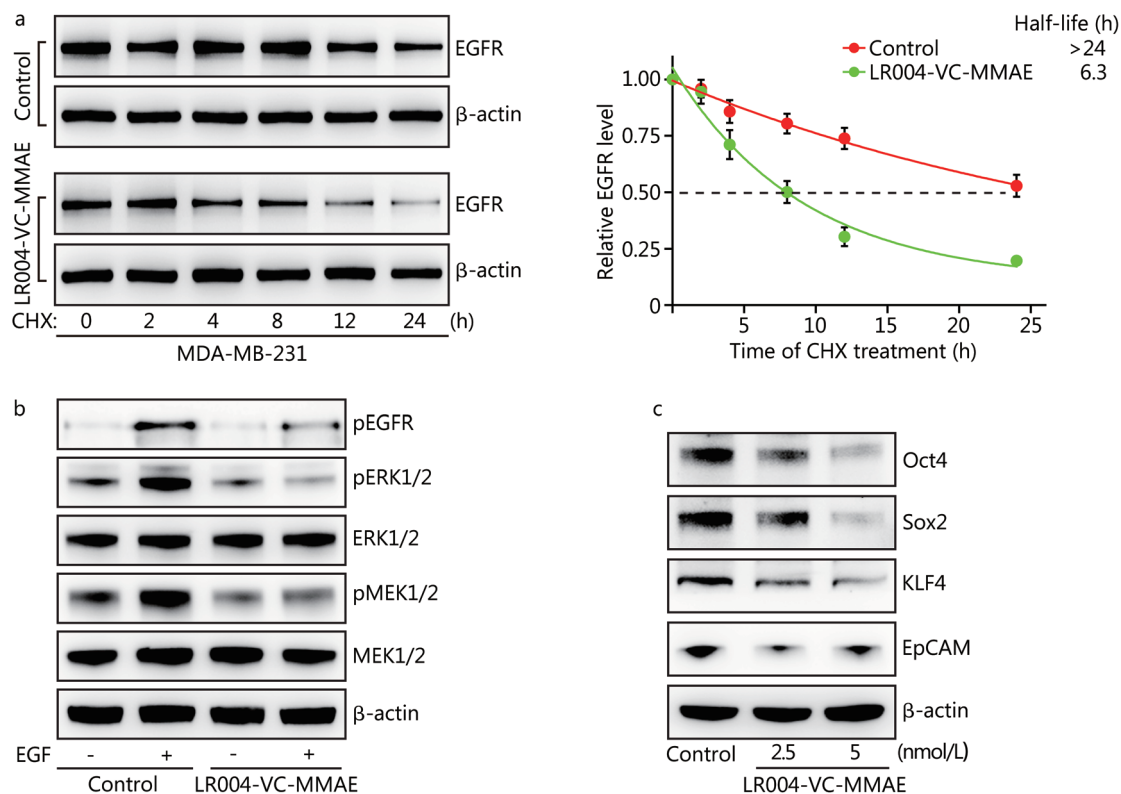 a
Control
EGFR
β-actin
LR004-VC-MMAE
EGFR
β-actin
CHX: 0 2 4 8 12 24 (h)
MDA-MB-231
Half-life (h)
Control >24
LR004-VC-MMAE 6.3
Relative EGFR level
1.00
0.75
0.50
0.25
0
5 10 15 20 25
Time of CHX treatment (h)
b
pEGFR
pERK1/2
ERK1/2
pMEK1/2
MEK1/2
β-actin
EGF - + - +
Control LR004-VC-MMAE
c
Oct4
Sox2
KLF4
EpCAM
β-actin
Control 2.5 5 (nmol/L)
LR004-VC-MMAE